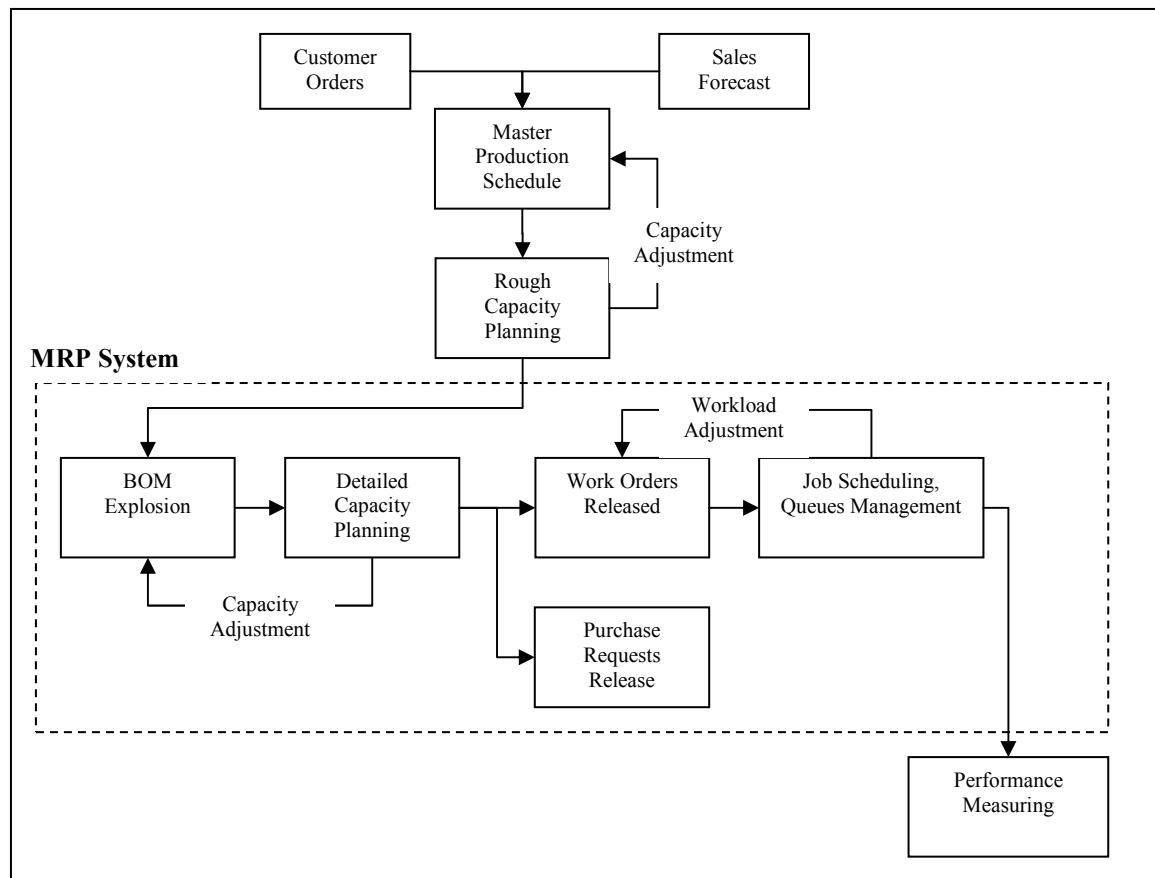 Customer
Orders
Sales
Forecast
Master
Production
Schedule
Capacity
Adjustment
Rough
Capacity
Planning
MRP System
Workload
Adjustment
BOM
Explosion
Detailed
Capacity
Planning
Work Orders
Released
Job Scheduling,
Queues Management
Capacity
Adjustment
Purchase
Requests
Release
Performance
Measuring